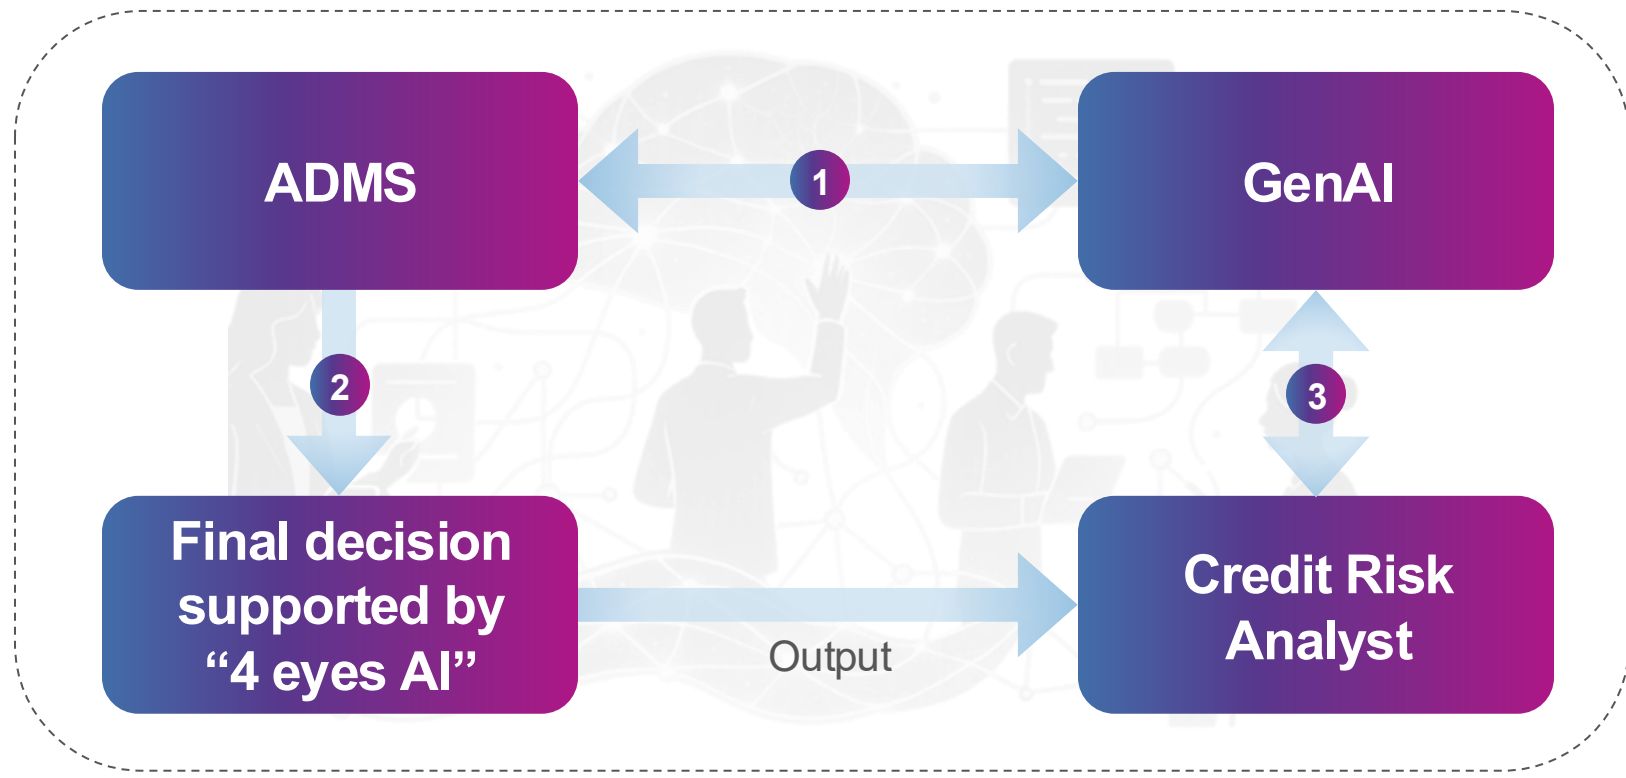 ADMS
1
GenAI
2
3
Final decision
supported by
“4 eyes AI”
Output
Credit Risk
Analyst